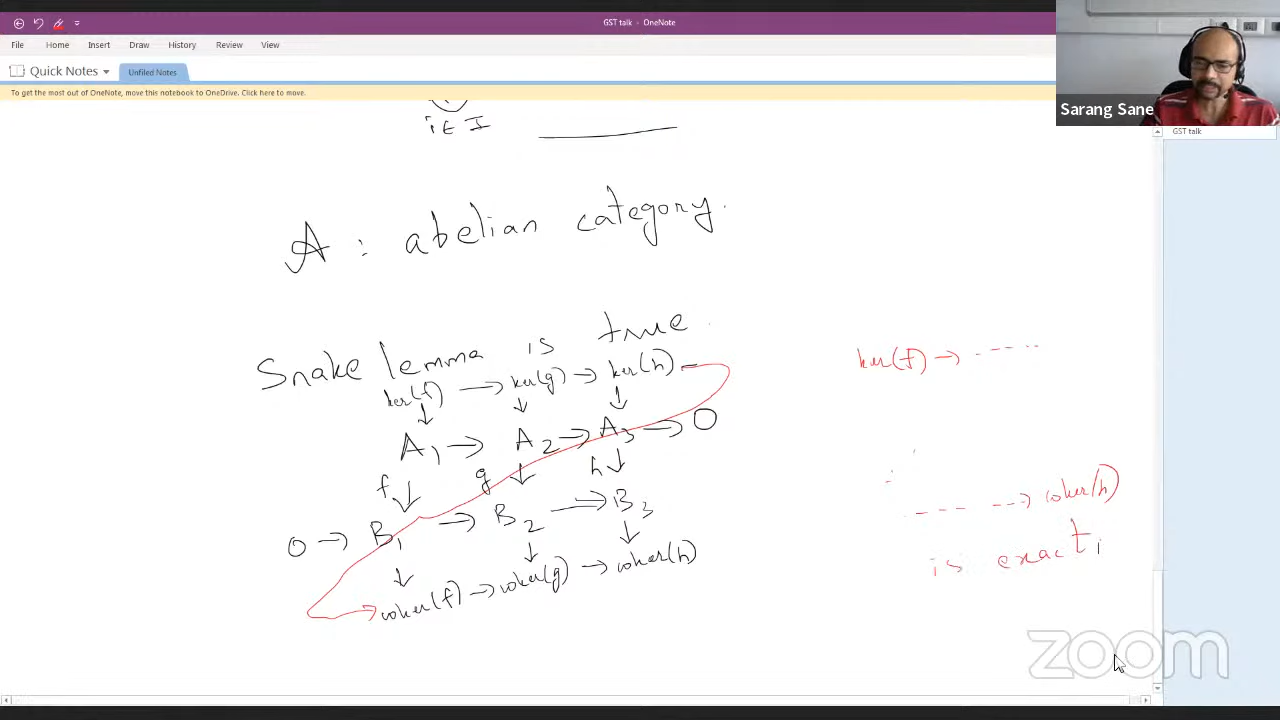 GST talk - OneNote
File Home Insert Draw History Review View
Quick Notes Unfiled Notes
To get the most out of OneNote, move this notebook to OneDrive. Click here to move.
Sarang Sane
GST talk
i ∈ I
A : abelian category.
Snake lemma is true.
ker(f) → ker(g) → ker(h)
A₁ → A₂ → A₃ → 0
f g h
0 → B₁ → B₂ → B₃
coker(f) → coker(g) → coker(h)
ker(f) → - - - - -
- - - - - - → coker(h)
is exact,
zoom